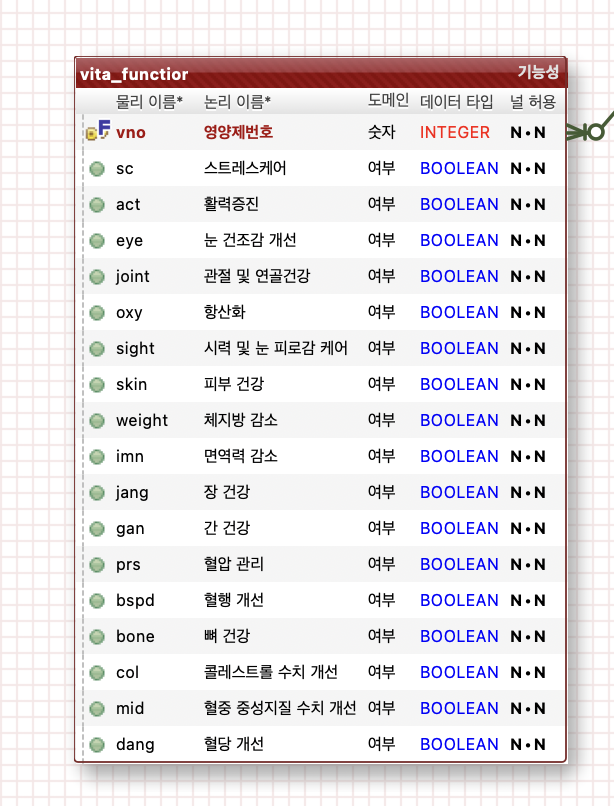 vita_functior 기능성
물리 이름* 논리 이름* 도메인 데이터 타입 널 허용
F vno 영양제번호 숫자 INTEGER N•N
sc 스트레스케어 여부 BOOLEAN N•N
act 활력증진 여부 BOOLEAN N•N
eye 눈 건조감 개선 여부 BOOLEAN N•N
joint 관절 및 연골건강 여부 BOOLEAN N•N
oxy 항산화 여부 BOOLEAN N•N
sight 시력 및 눈 피로감 케어 여부 BOOLEAN N•N
skin 피부 건강 여부 BOOLEAN N•N
weight 체지방 감소 여부 BOOLEAN N•N
imn 면역력 감소 여부 BOOLEAN N•N
jang 장 건강 여부 BOOLEAN N•N
gan 간 건강 여부 BOOLEAN N•N
prs 혈압 관리 여부 BOOLEAN N•N
bspd 혈행 개선 여부 BOOLEAN N•N
bone 뼈 건강 여부 BOOLEAN N•N
col 콜레스트롤 수치 개선 여부 BOOLEAN N•N
mid 혈중 중성지질 수치 개선 여부 BOOLEAN N•N
dang 혈당 개선 여부 BOOLEAN N•N